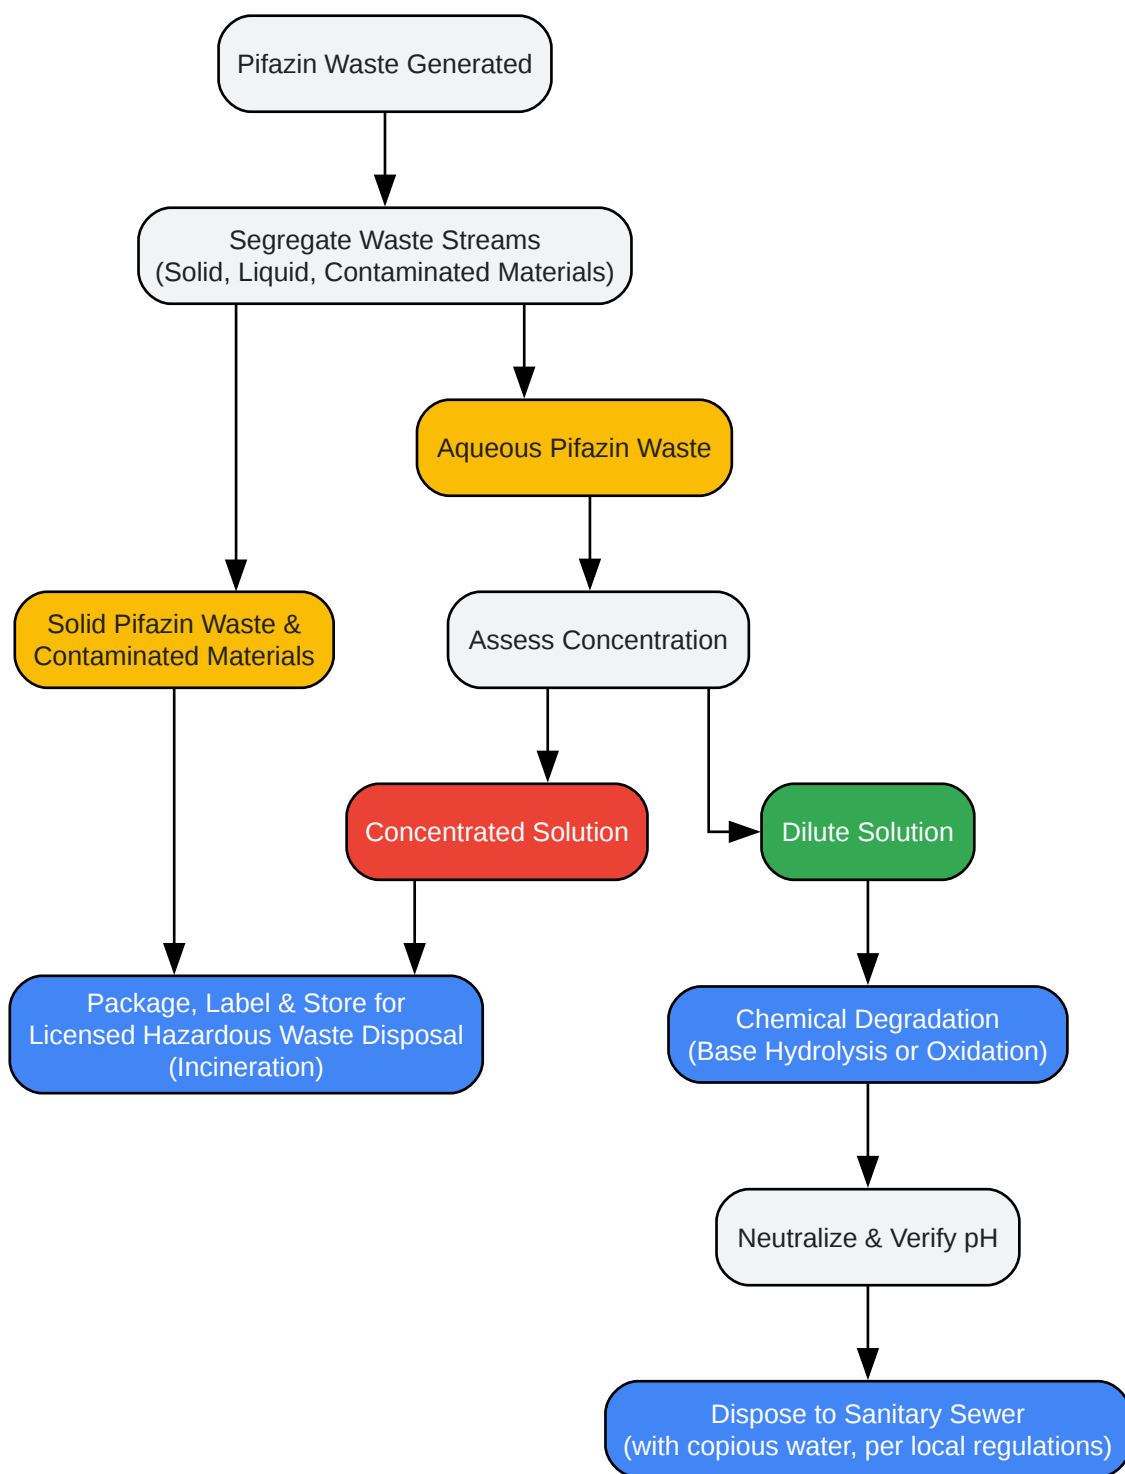 Pifazin Waste Generated
Segregate Waste Streams
(Solid, Liquid, Contaminated Materials)
Aqueous Pifazin Waste
Solid Pifazin Waste &
Contaminated Materials
Assess Concentration
Concentrated Solution
Dilute Solution
Package, Label & Store for
Licensed Hazardous Waste Disposal
(Incineration)
Chemical Degradation
(Base Hydrolysis or Oxidation)
Neutralize & Verify pH
Dispose to Sanitary Sewer
(with copious water, per local regulations)